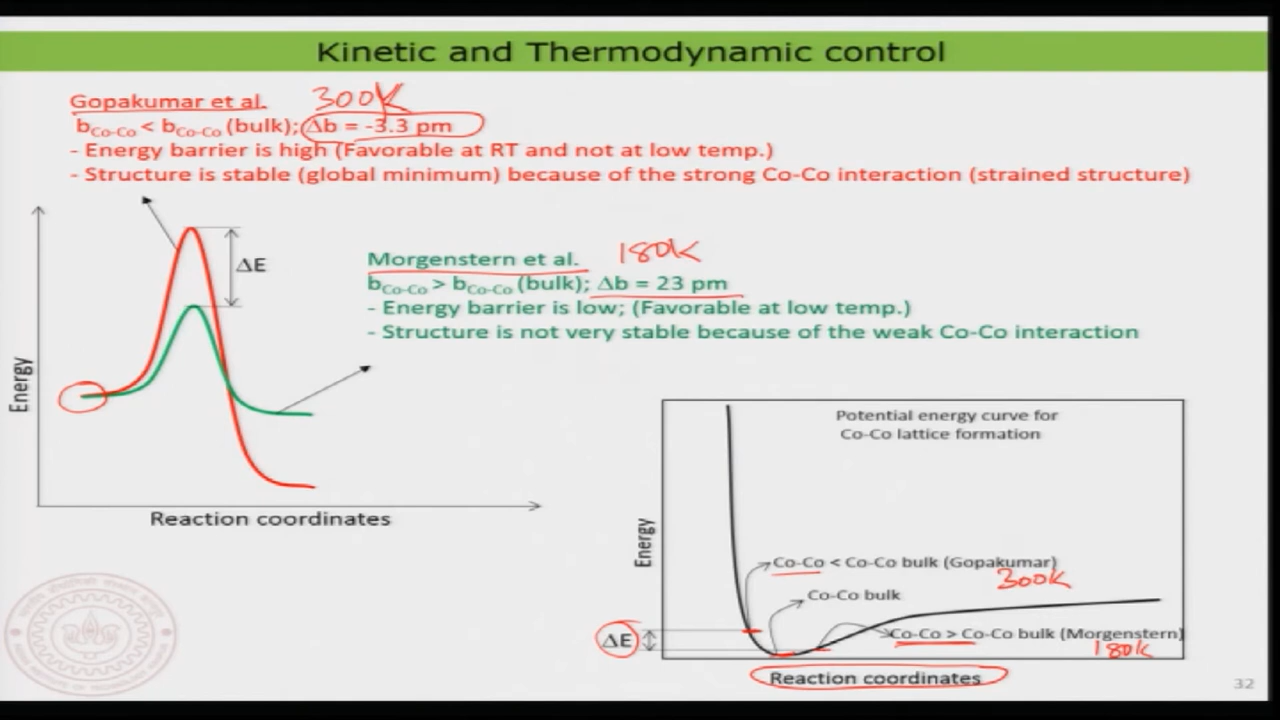 Kinetic and Thermodynamic control
Gopakumar et al. 300K
bCo-Co < bCo-Co (bulk); Δb = -3.3 pm
- Energy barrier is high (Favorable at RT and not at low temp.)
- Structure is stable (global minimum) because of the strong Co-Co interaction (strained structure)
ΔE
Morgenstern et al. 180K
bCo-Co > bCo-Co (bulk); Δb = 23 pm
- Energy barrier is low; (Favorable at low temp.)
- Structure is not very stable because of the weak Co-Co interaction
Energy
Reaction coordinates
Potential energy curve for
Co-Co lattice formation
Energy
Co-Co < Co-Co bulk (Gopakumar)
300K
Co-Co bulk
ΔE
Co-Co > Co-Co bulk (Morgenstern)
180K
Reaction coordinates
32